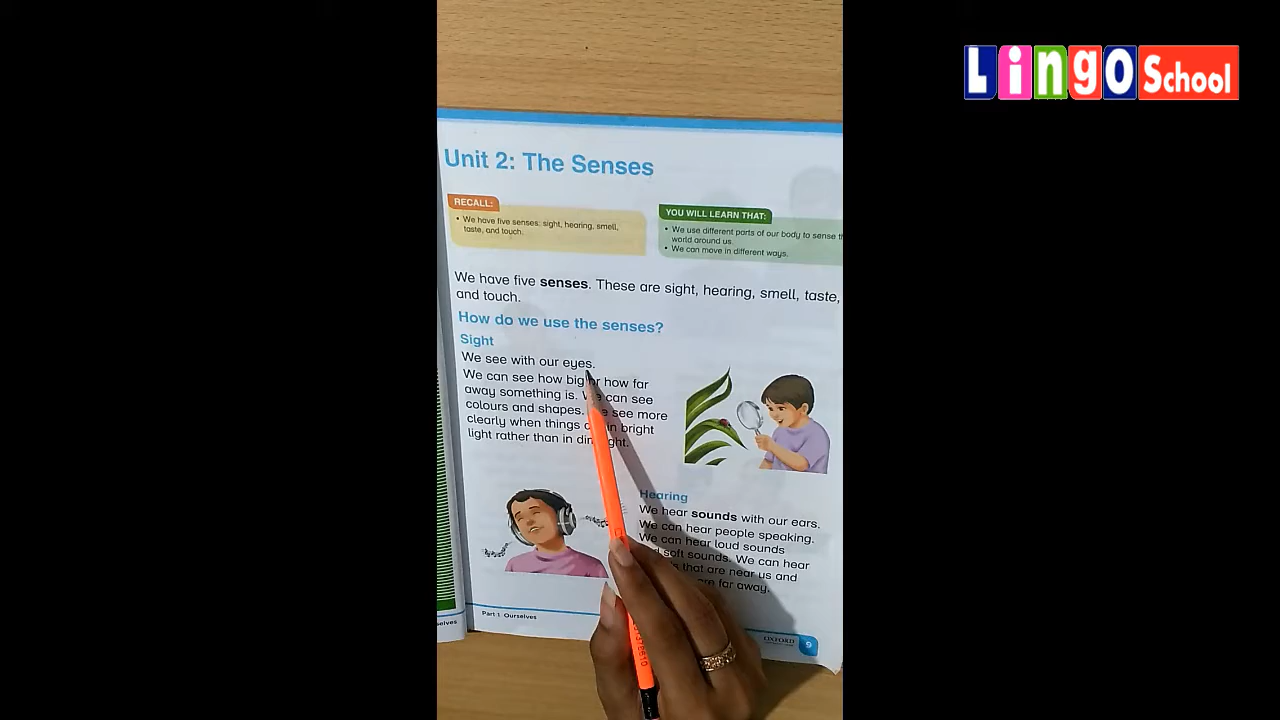 Lingo School
Unit 2: The Senses
RECALL:
• We have five senses: sight, hearing, smell,
taste, and touch.
YOU WILL LEARN THAT:
• We use different parts of our body to sense
world around us.
• We can move in different ways.
We have five senses. These are sight, hearing, smell, taste,
and touch.
How do we use the senses?
Sight
We see with our eyes.
We can see how big or how far
away something is. We can see
colours and shapes. see more
clearly when things in bright
light rather than in
Hearing
We hear sounds with our ears.
We can hear people speaking.
We can hear loud sounds
soft sounds. We can hear
that are near us and
far away.
Part 1 Ourselves
OXFORD
9